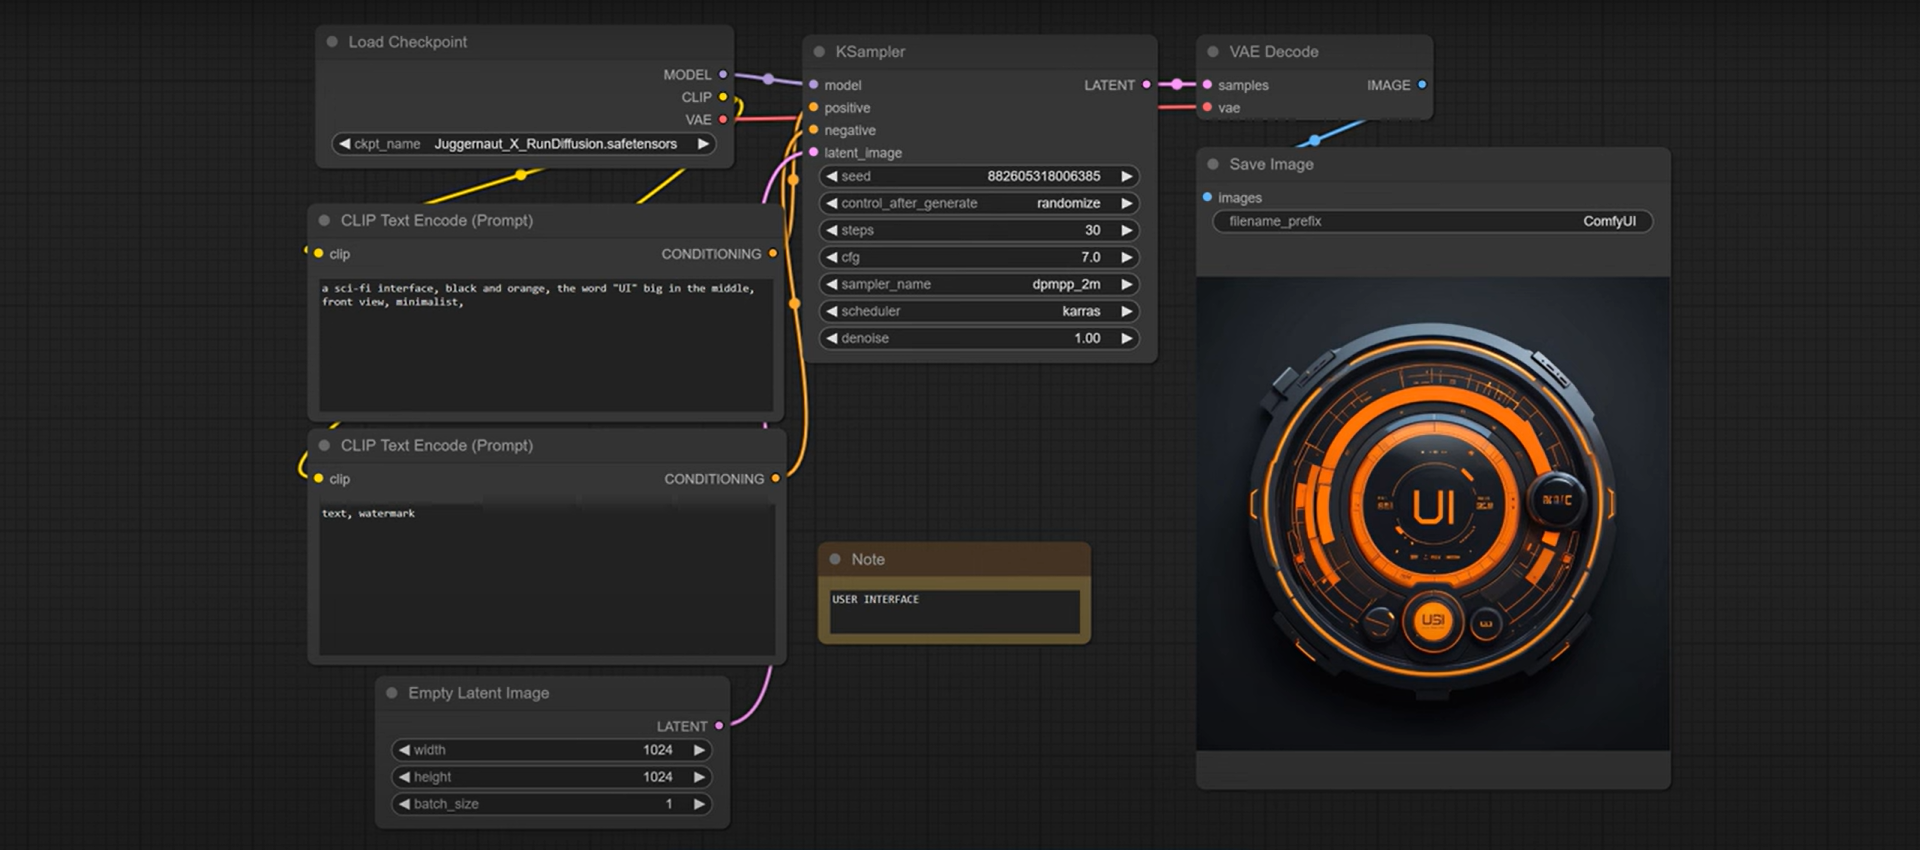 Load Checkpoint
MODEL
CLIP
VAE
ckpt_name Juggernaut_X_RunDiffusion.safetensors
CLIP Text Encode (Prompt)
clip CONDITIONING
a sci-fi interface, black and orange, the word "UI" big in the middle,
front view, minimalist,
CLIP Text Encode (Prompt)
clip CONDITIONING
text, watermark
Empty Latent Image
LATENT
width 1024
height 1024
batch_size 1
KSampler
model LATENT
positive
negative
latent_image
seed 882605318006385
control_after_generate randomize
steps 30
cfg 7.0
sampler_name dpmpp_2m
scheduler karras
denoise 1.00
Note
USER INTERFACE
VAE Decode
samples IMAGE
vae
Save Image
images
filename_prefix ComfyUI
UI
USI